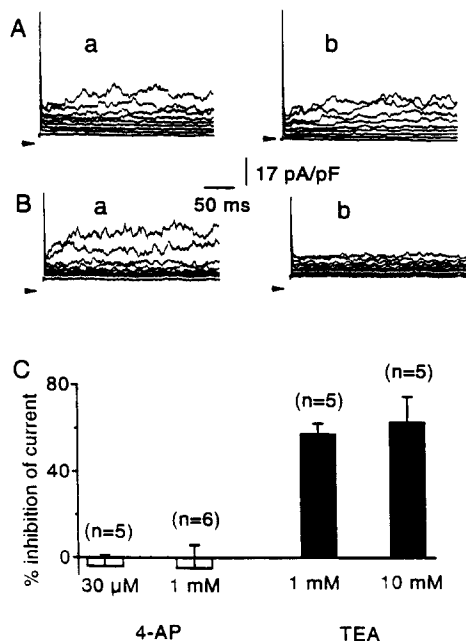 A
a
b
17 pA/pF
50 ms
B
a
b
C
% inhibition of current
80
40
0
(n=5)
(n=6)
(n=5)
(n=5)
30 µM
1 mM
1 mM
10 mM
4-AP
TEA